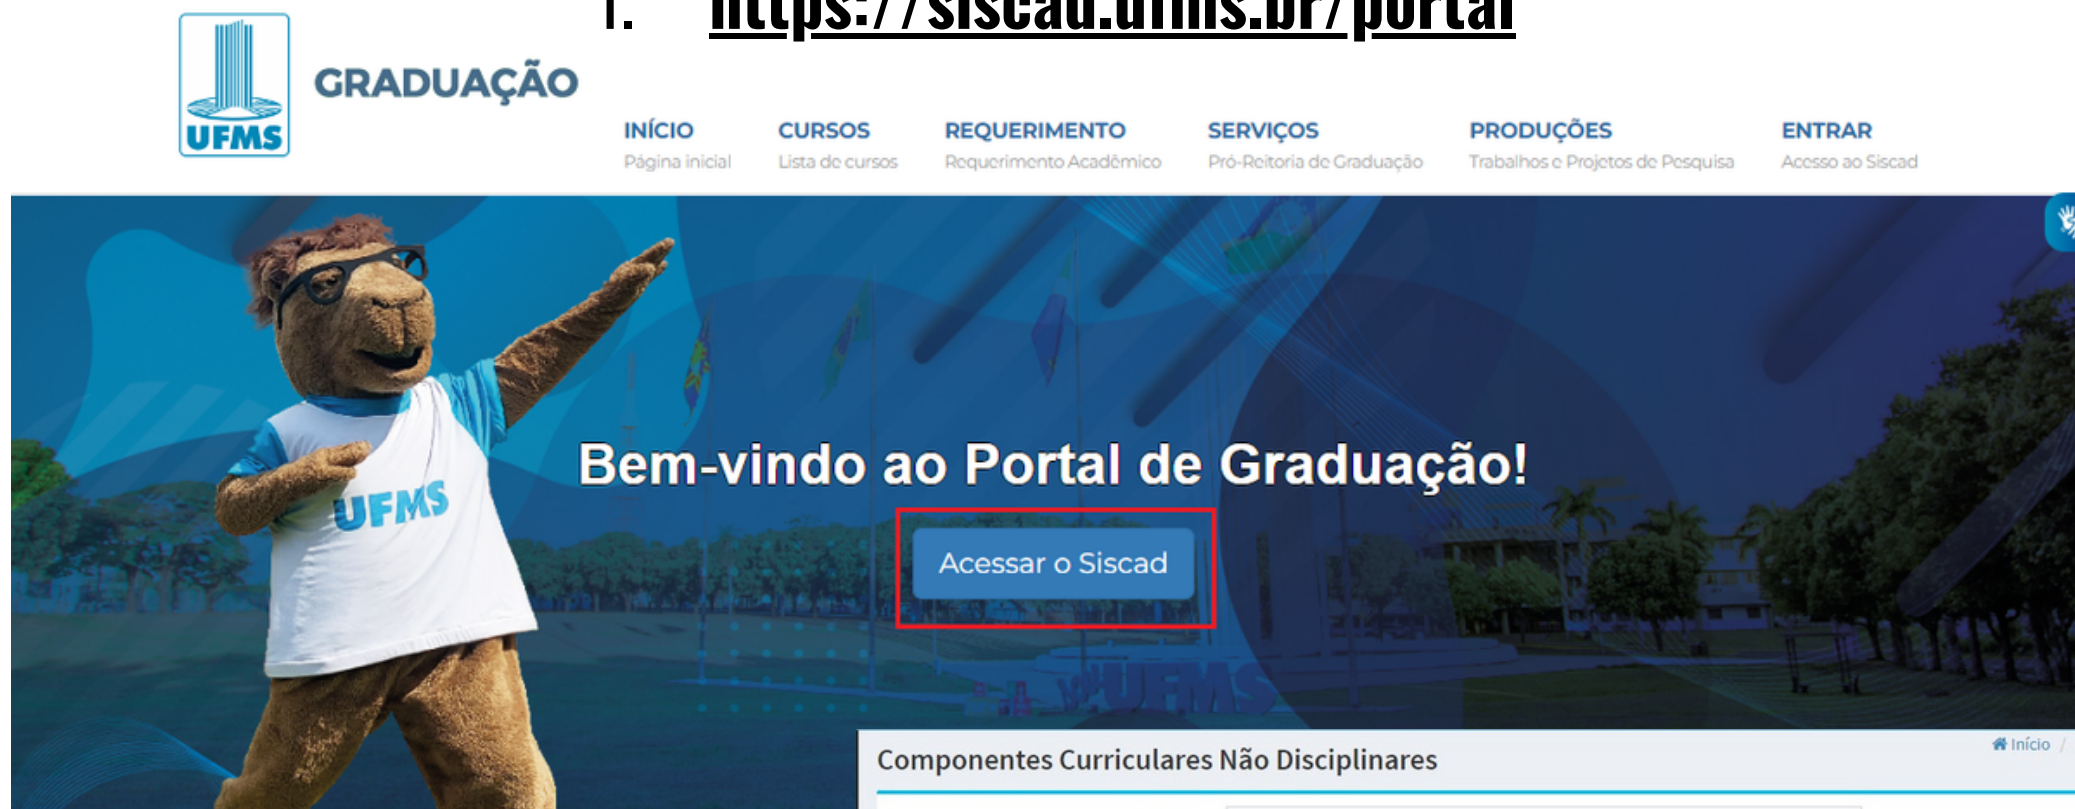 1. https://siscad.ufms.br/portal
UFMS
GRADUAÇÃO
INÍCIO
Página inicial
CURSOS
Lista de cursos
REQUERIMENTO
Requerimento Acadêmico
SERVIÇOS
Pró-Reitoria de Graduação
PRODUÇÕES
Trabalhos e Projetos de Pesquisa
ENTRAR
Acesso ao Siscad
UFMS
Bem-vindo ao Portal de Graduação!
Acessar o Siscad
UFMS
Componentes Curriculares Não Disciplinares
Início /